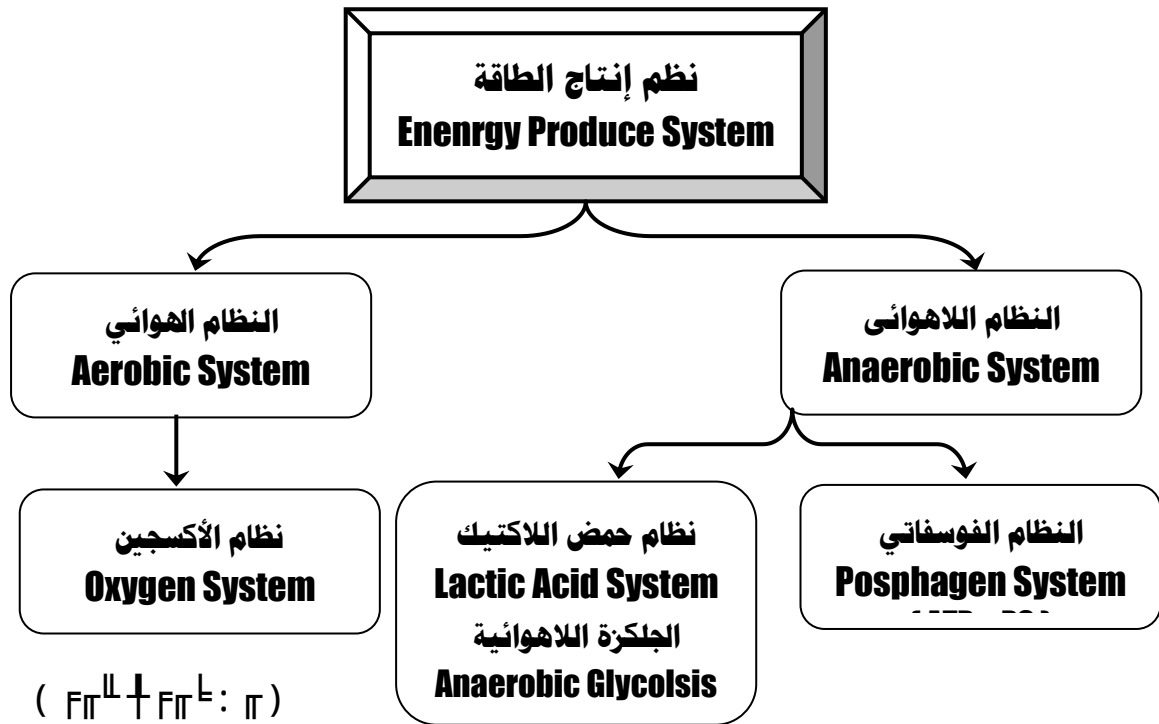 نظم إنتاج الطاقة
Enenrgy Produce System
النظام اللاهوائى
Anaerobic System
النظام الهوائي
Aerobic System
النظام الفوسفاتي
Posphagen System
نظام حمض اللاكتيك
Lactic Acid System
الجلكزة اللاهوائية
Anaerobic Glycolsis
نظام الأكسجين
Oxygen System